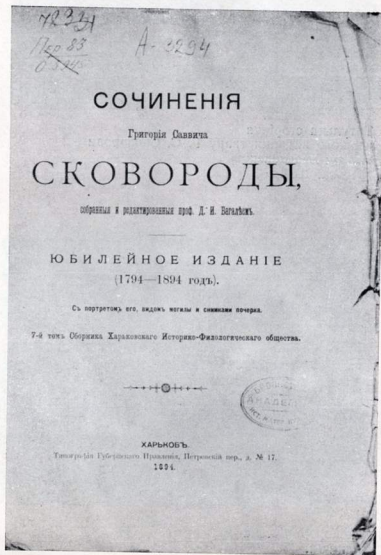 А-3294
СОЧИНЕНІЯ
Григорія Саввича
СКОВОРОДЫ,
собранныя и редактированныя проф. Д. И. Багалѣемъ.
ЮБИЛЕЙНОЕ ИЗДАНІЕ
(1794—1894 годъ).
Съ портретомъ его, видомъ могилы и снимками почерка.
7-й томъ Сборника Харьковскаго Историко-Филологическаго общества.
ХАРЬКОВЪ.
Типографія Губернскаго Правленія, Петровскій пер., д. № 17.
1894.